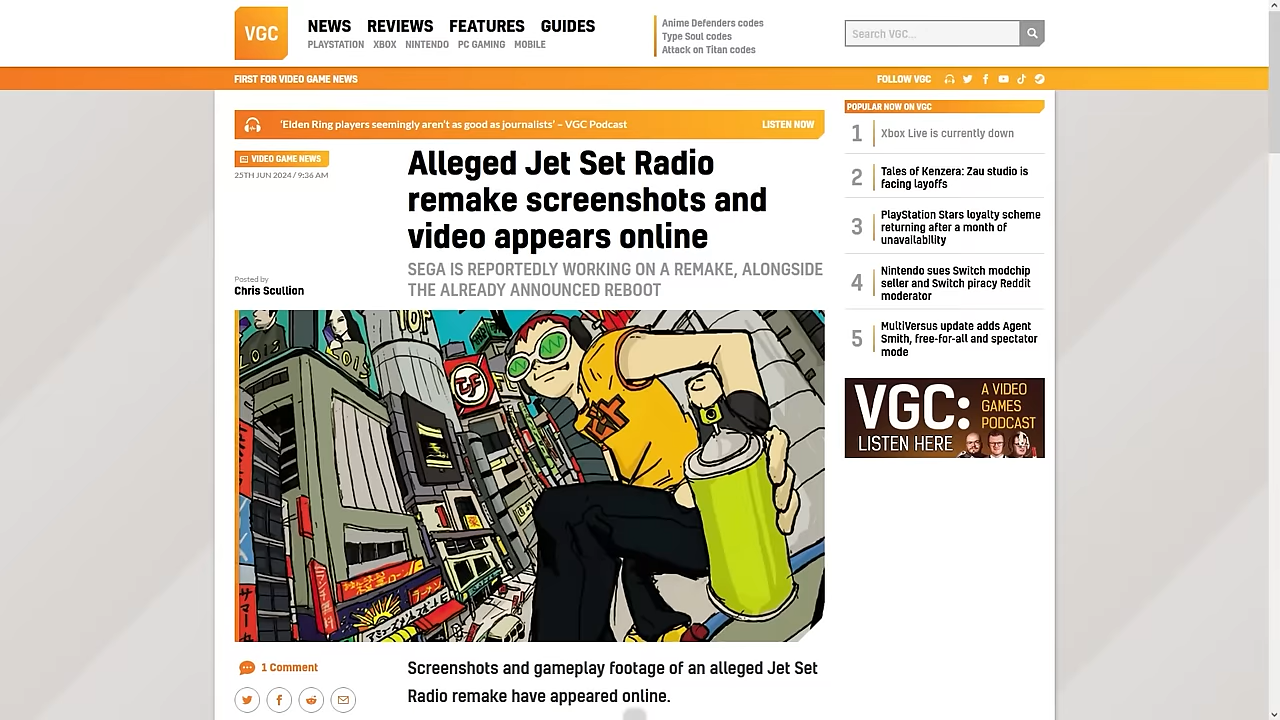 VGC
NEWS REVIEWS FEATURES GUIDES
PLAYSTATION XBOX NINTENDO PC GAMING MOBILE
Anime Defenders codes
Type Soul codes
Attack on Titan codes
Search VGC...
FIRST FOR VIDEO GAME NEWS
FOLLOW VGC
'Elden Ring players seemingly aren't as good as journalists' – VGC Podcast
LISTEN NOW
VIDEO GAME NEWS
25TH JUN 2024 / 9:36 AM
Alleged Jet Set Radio
remake screenshots and
video appears online
SEGA IS REPORTEDLY WORKING ON A REMAKE, ALONGSIDE
THE ALREADY ANNOUNCED REBOOT
Posted by
Chris Scullion
1 Comment
Screenshots and gameplay footage of an alleged Jet Set
Radio remake have appeared online.
POPULAR NOW ON VGC
1 Xbox Live is currently down
2 Tales of Kenzera: Zau studio is
facing layoffs
3 PlayStation Stars loyalty scheme
returning after a month of
unavailability
4 Nintendo sues Switch modchip
seller and Switch piracy Reddit
moderator
5 MultiVersus update adds Agent
Smith, free-for-all and spectator
mode
VGC:
A VIDEO
GAMES
PODCAST
LISTEN HERE